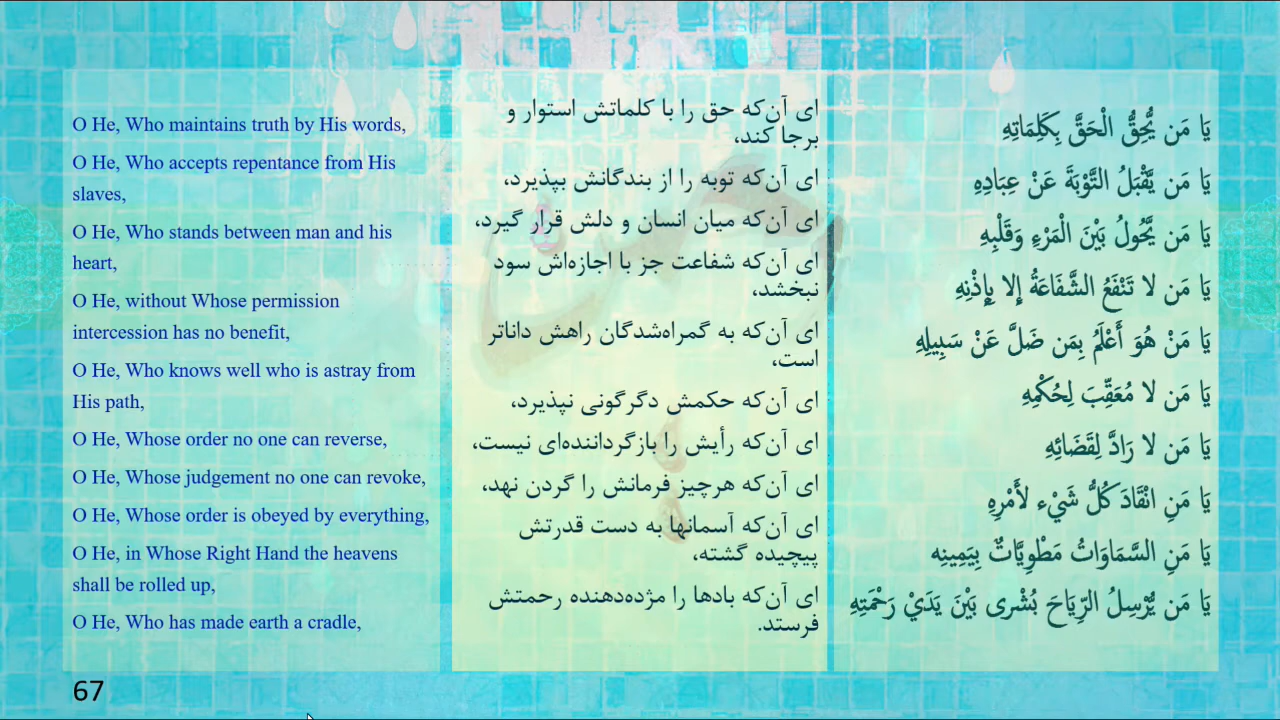 O He, Who maintains truth by His words,
O He, Who accepts repentance from His
slaves,
O He, Who stands between man and his
heart,
O He, without Whose permission
intercession has no benefit,
O He, Who knows well who is astray from
His path,
O He, Whose order no one can reverse,
O He, Whose judgement no one can revoke,
O He, Whose order is obeyed by everything,
O He, in Whose Right Hand the heavens
shall be rolled up,
O He, Who has made earth a cradle,
ای آن‌که حق را با کلماتش استوار و
برجا کند،
ای آن‌که توبه را از بندگانش بپذیرد،
ای آن‌که میان انسان و دلش قرار گیرد،
ای آن‌که شفاعت جز با اجازه‌اش سود
نبخشد،
ای آن‌که به گمراه‌شدگان راهش داناتر
است،
ای آن‌که حکمش دگرگونی نپذیرد،
ای آن‌که رأیش را بازگرداننده‌ای نیست،
ای آن‌که هرچیز فرمانش را گردن نهد،
ای آن‌که آسمانها به دست قدرتش
پیچیده گشته،
ای آن‌که بادها را مژده‌دهنده رحمتش
فرستد.
يَا مَن يُّحِقُّ الْحَقَّ بِكَلِمَاتِهِ
يَا مَن يَّقْبَلُ التَّوْبَةَ عَنْ عِبَادِهِ
يَا مَن يَّحُولُ بَيْنَ الْمَرْءِ وَقَلْبِهِ
يَا مَن لا تَنْفَعُ الشَّفَاعَةُ إِلا بِإِذْنِهِ
يَا مَنْ هُوَ أَعْلَمُ بِمَن ضَلَّ عَنْ سَبِيلِهِ
يَا مَن لا مُعَقِّبَ لِحُكْمِهِ
يَا مَن لا رَادَّ لِقَضَائِهِ
يَا مَنِ انْقَادَ كُلُّ شَيْء لأَمْرِهِ
يَا مَنِ السَّمَاوَاتُ مَطْوِيَّاتٌ بِيَمِينِه
يَا مَن يُّرْسِلُ الرِّيَاحَ بُشْرى بَيْنَ يَدَيْ رَحْمَتِهِ
67